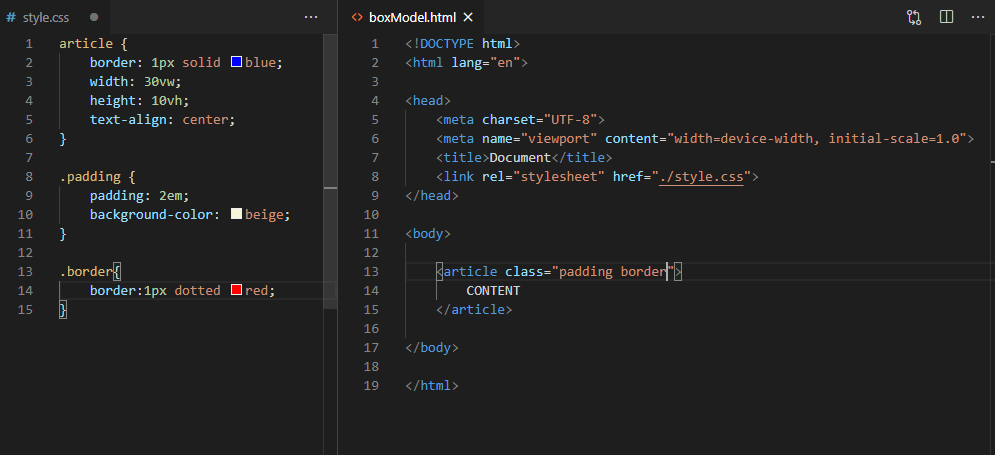 # style.css
1 article {
2     border: 1px solid blue;
3     width: 30vw;
4     height: 10vh;
5     text-align: center;
6 }
7
8 .padding {
9     padding: 2em;
10     background-color: beige;
11 }
12
13 .border{
14     border:1px dotted red;
15 }
<> boxModel.html
1 <!DOCTYPE html>
2 <html lang="en">
3
4 <head>
5     <meta charset="UTF-8">
6     <meta name="viewport" content="width=device-width, initial-scale=1.0">
7     <title>Document</title>
8     <link rel="stylesheet" href="./style.css">
9 </head>
10
11 <body>
12
13     <article class="padding border">
14         CONTENT
15     </article>
16
17 </body>
18
19 </html>